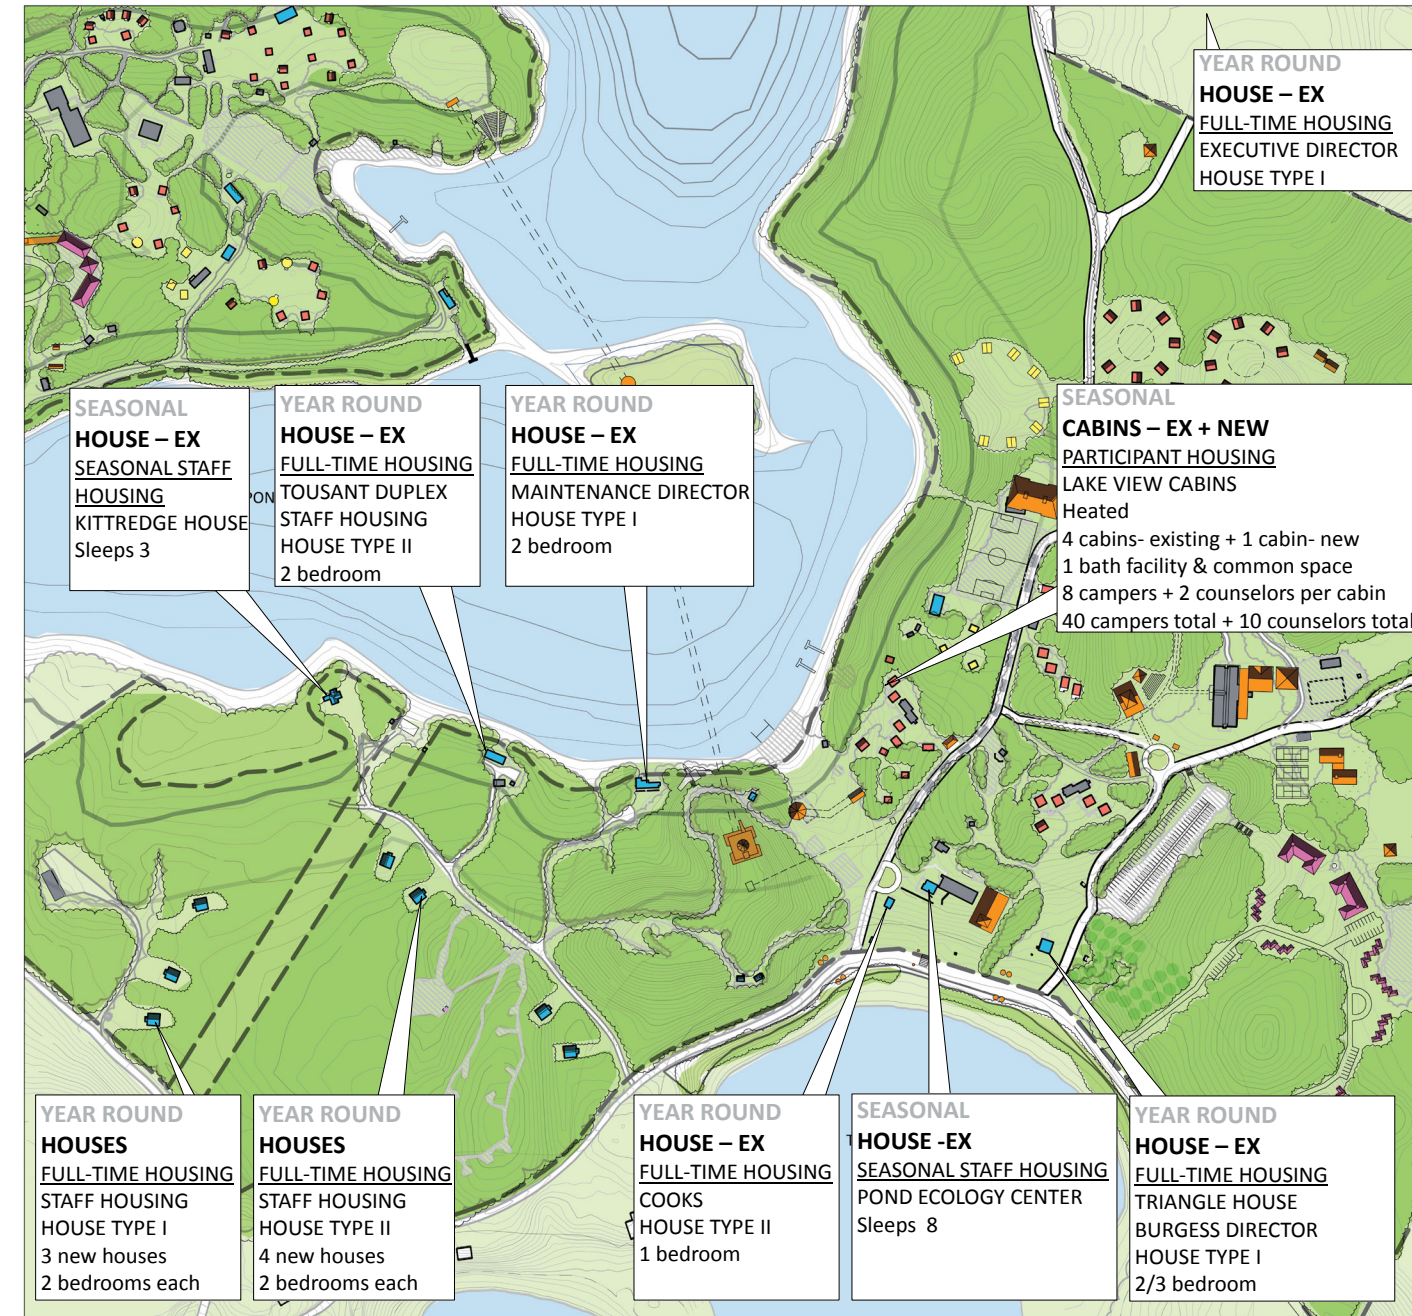 YEAR ROUND
HOUSE – EX
FULL-TIME HOUSING
EXECUTIVE DIRECTOR
HOUSE TYPE I
SEASONAL
HOUSE – EX
SEASONAL STAFF
HOUSING
KITTREDGE HOUSE
Sleeps 3
PON
YEAR ROUND
HOUSE – EX
FULL-TIME HOUSING
TOUSANT DUPLEX
STAFF HOUSING
HOUSE TYPE II
2 bedroom
YEAR ROUND
HOUSE – EX
FULL-TIME HOUSING
MAINTENANCE DIRECTOR
HOUSE TYPE I
2 bedroom
SEASONAL
CABINS – EX + NEW
PARTICIPANT HOUSING
LAKE VIEW CABINS
Heated
4 cabins- existing + 1 cabin- new
1 bath facility & common space
8 campers + 2 counselors per cabin
40 campers total + 10 counselors total
YEAR ROUND
HOUSES
FULL-TIME HOUSING
STAFF HOUSING
HOUSE TYPE I
3 new houses
2 bedrooms each
YEAR ROUND
HOUSES
FULL-TIME HOUSING
STAFF HOUSING
HOUSE TYPE II
4 new houses
2 bedrooms each
YEAR ROUND
HOUSE – EX
FULL-TIME HOUSING
COOKS
HOUSE TYPE II
1 bedroom
SEASONAL
HOUSE -EX
SEASONAL STAFF HOUSING
POND ECOLOGY CENTER
Sleeps 8
YEAR ROUND
HOUSE – EX
FULL-TIME HOUSING
TRIANGLE HOUSE
BURGESS DIRECTOR
HOUSE TYPE I
2/3 bedroom